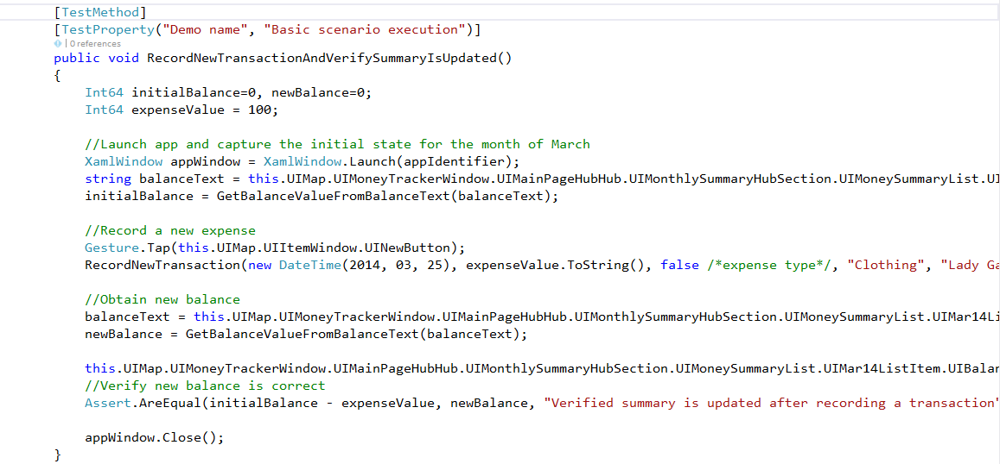 [TestMethod]
[TestProperty("Demo name", "Basic scenario execution")]
| 0 references
public void RecordNewTransactionAndVerifySummaryIsUpdated()
{
Int64 initialBalance=0, newBalance=0;
Int64 expenseValue = 100;
//Launch app and capture the initial state for the month of March
XamlWindow appWindow = XamlWindow.Launch(appIdentifier);
string balanceText = this.UIMap.UIMoneyTrackerWindow.UIMainPageHubHub.UIMonthlySummaryHubSection.UIMoneySummaryList.UI
initialBalance = GetBalanceValueFromBalanceText(balanceText);
//Record a new expense
Gesture.Tap(this.UIMap.UIItemWindow.UINewButton);
RecordNewTransaction(new DateTime(2014, 03, 25), expenseValue.ToString(), false /*expense type*/, "Clothing", "Lady Ga
//Obtain new balance
balanceText = this.UIMap.UIMoneyTrackerWindow.UIMainPageHubHub.UIMonthlySummaryHubSection.UIMoneySummaryList.UIMar14Li
newBalance = GetBalanceValueFromBalanceText(balanceText);
this.UIMap.UIMoneyTrackerWindow.UIMainPageHubHub.UIMonthlySummaryHubSection.UIMoneySummaryList.UIMar14ListItem.UIBalan
//Verify new balance is correct
Assert.AreEqual(initialBalance - expenseValue, newBalance, "Verified summary is updated after recording a transaction"
appWindow.Close();
}